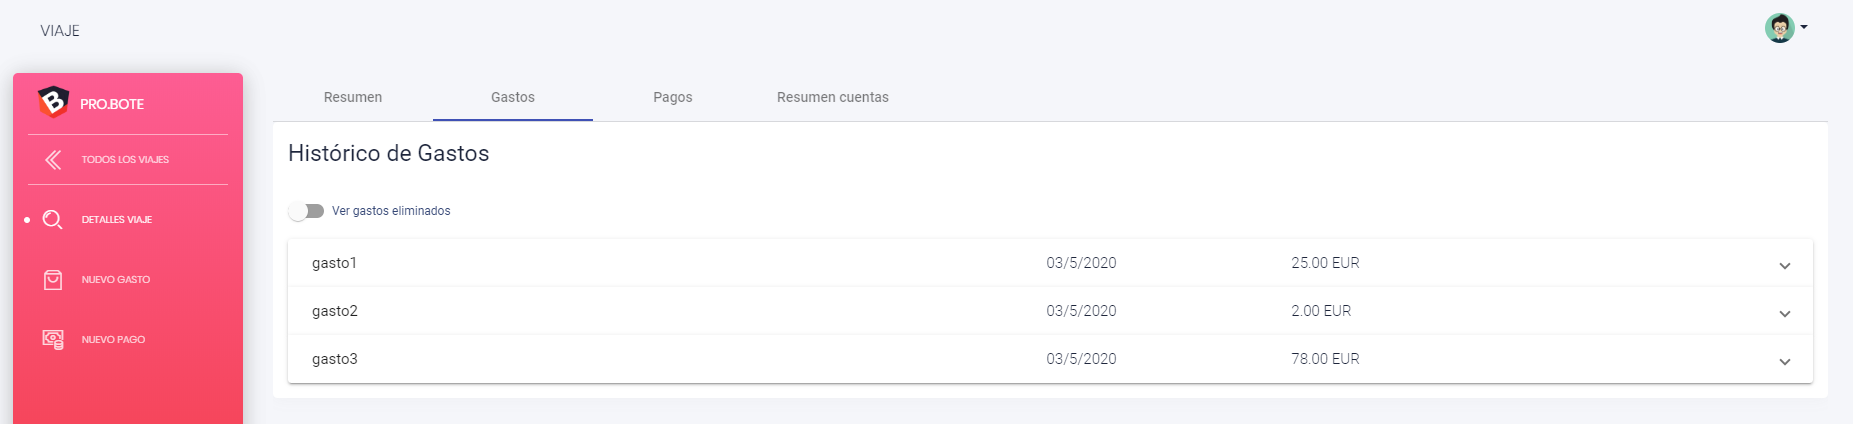 VIAJE
PRO.BOTE
TODOS LOS VIAJES
DETALLES VIAJE
NUEVO GASTO
NUEVO PAGO
Resumen Gastos Pagos Resumen cuentas
Histórico de Gastos
Ver gastos eliminados
gasto1 03/5/2020 25.00 EUR
gasto2 03/5/2020 2.00 EUR
gasto3 03/5/2020 78.00 EUR